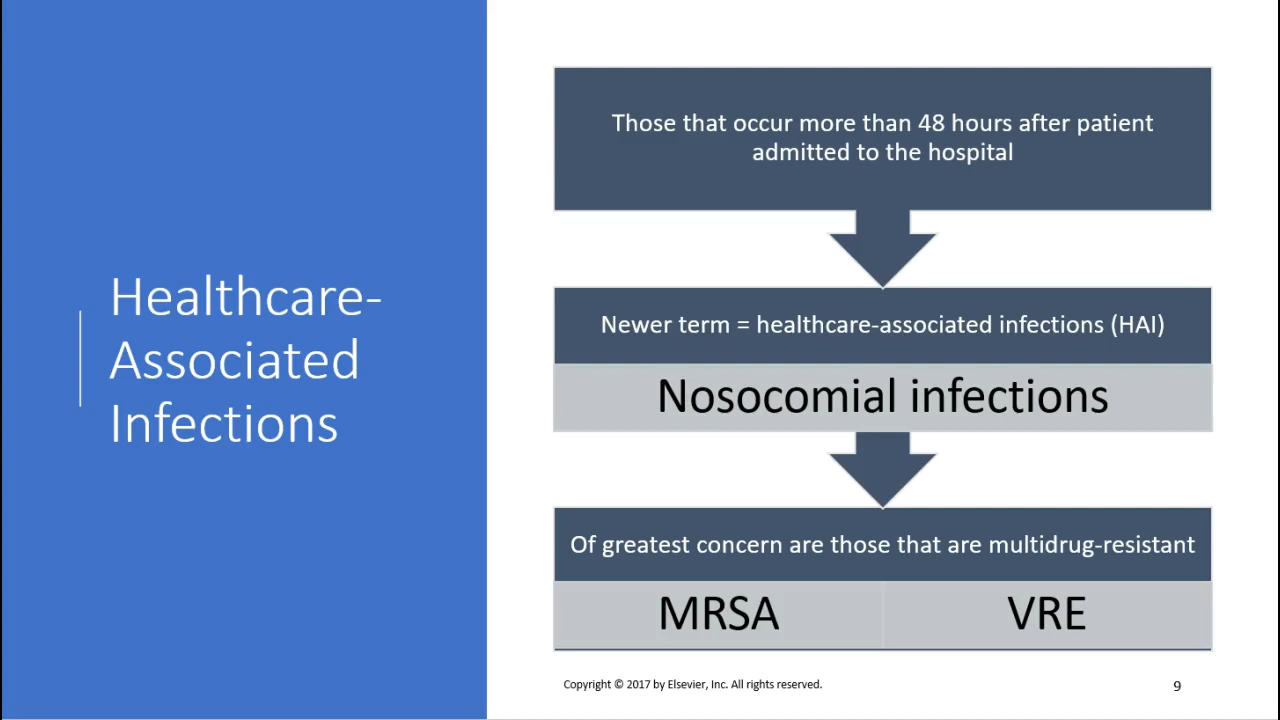 Healthcare-
Associated
Infections
Those that occur more than 48 hours after patient
admitted to the hospital
Newer term = healthcare-associated infections (HAI)
Nosocomial infections
Of greatest concern are those that are multidrug-resistant
MRSA
VRE
Copyright © 2017 by Elsevier, Inc. All rights reserved.
9